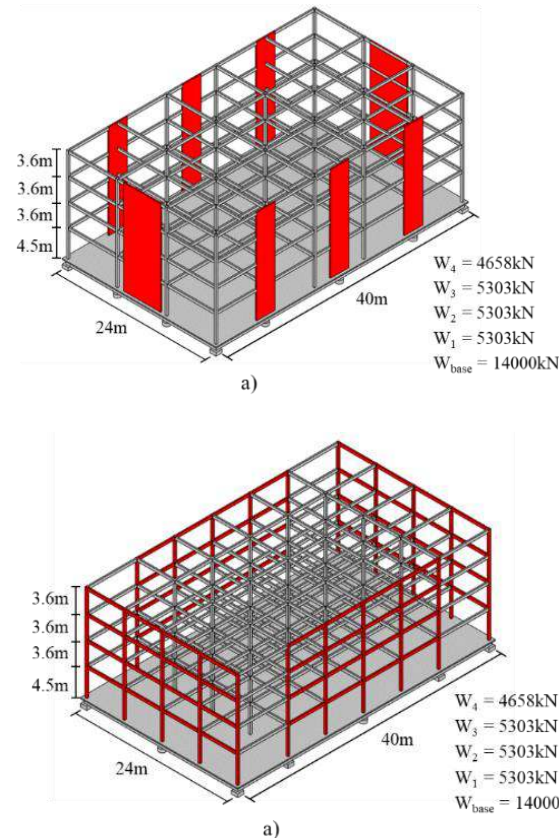 3.6m
3.6m
3.6m
4.5m
24m
40m
W₄ = 4658kN
W₃ = 5303kN
W₂ = 5303kN
W₁ = 5303kN
W_base = 14000kN
a)
3.6m
3.6m
3.6m
4.5m
24m
40m
W₄ = 4658kN
W₃ = 5303kN
W₂ = 5303kN
W₁ = 5303kN
W_base = 14000
a)